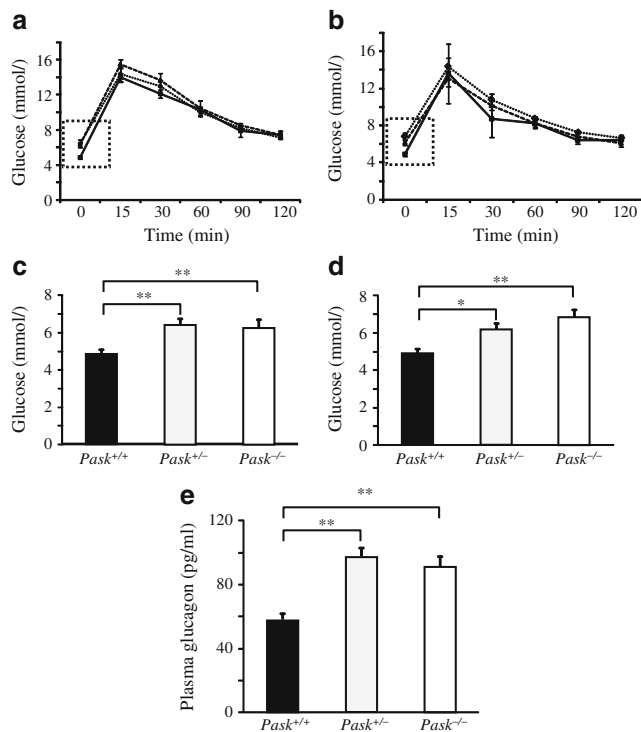 a
Glucose (mmol/)
16
12
8
4
0
0 15 30 60 90 120
Time (min)
b
Glucose (mmol/)
16
12
8
4
0
0 15 30 60 90 120
Time (min)
c
Glucose (mmol/)
8
6
4
2
0
**
**
Pask+/+ Pask+/– Pask–/–
d
Glucose (mmol/)
8
6
4
2
0
**
*
Pask+/+ Pask+/– Pask–/–
e
Plasma glucagon (pg/ml)
120
80
60
0
**
**
Pask+/+ Pask+/– Pask–/–